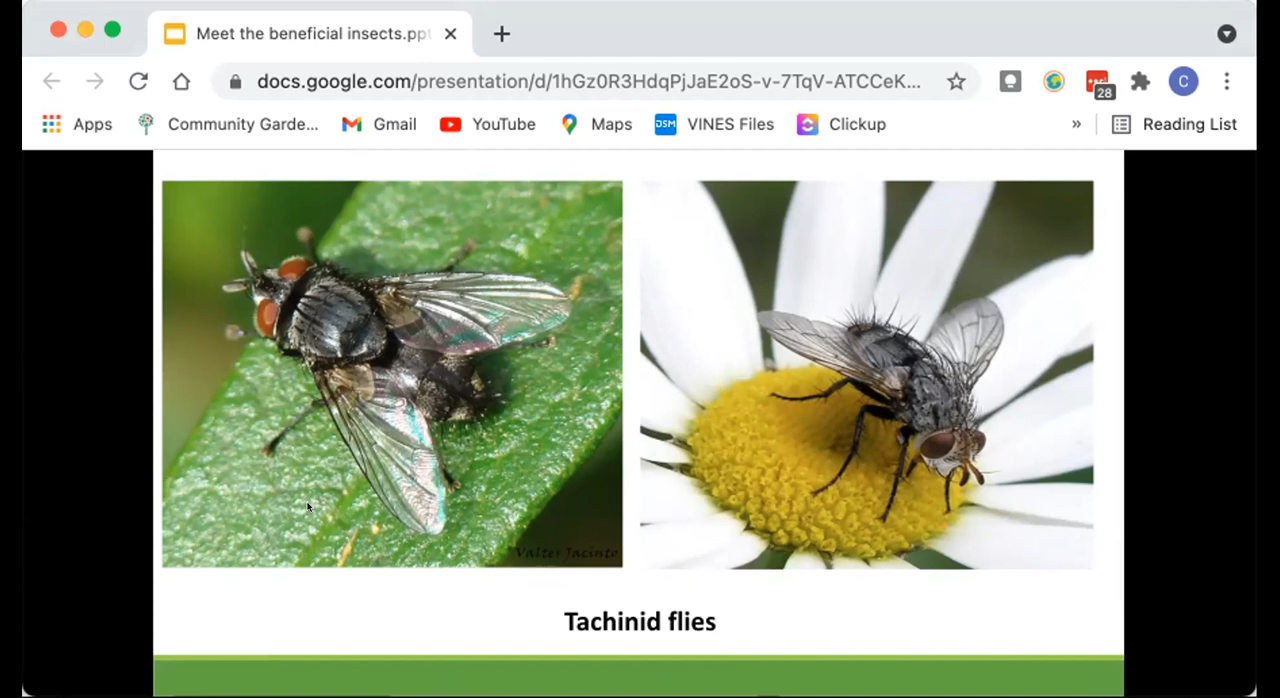 Meet the beneficial insects.ppt
docs.google.com/presentation/d/1hGz0R3HdqPjJaE2oS-v-7TqV-ATCCeK...
28
C
Apps
Community Garde...
Gmail
YouTube
Maps
DSM
VINES Files
Clickup
»
Reading List
Valter Jacinto
Tachinid flies